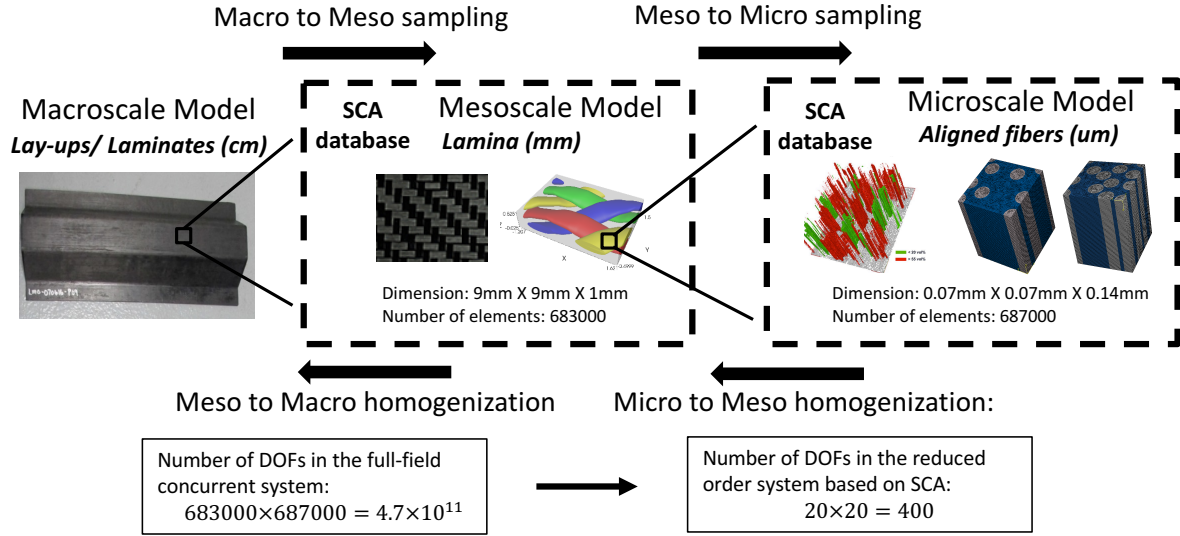 Macro to Meso sampling
Meso to Micro sampling
Macroscale Model
Lay-ups/ Laminates (cm)
SCA
database
Mesoscale Model
Lamina (mm)
Dimension: 9mm X 9mm X 1mm
Number of elements: 683000
SCA
database
Microscale Model
Aligned fibers (um)
Dimension: 0.07mm X 0.07mm X 0.14mm
Number of elements: 687000
X
Y
1.5
Meso to Macro homogenization
Micro to Meso homogenization:
Number of DOFs in the full-field
concurrent system:
683000×687000 = 4.7×10¹¹
Number of DOFs in the reduced
order system based on SCA:
20×20 = 400